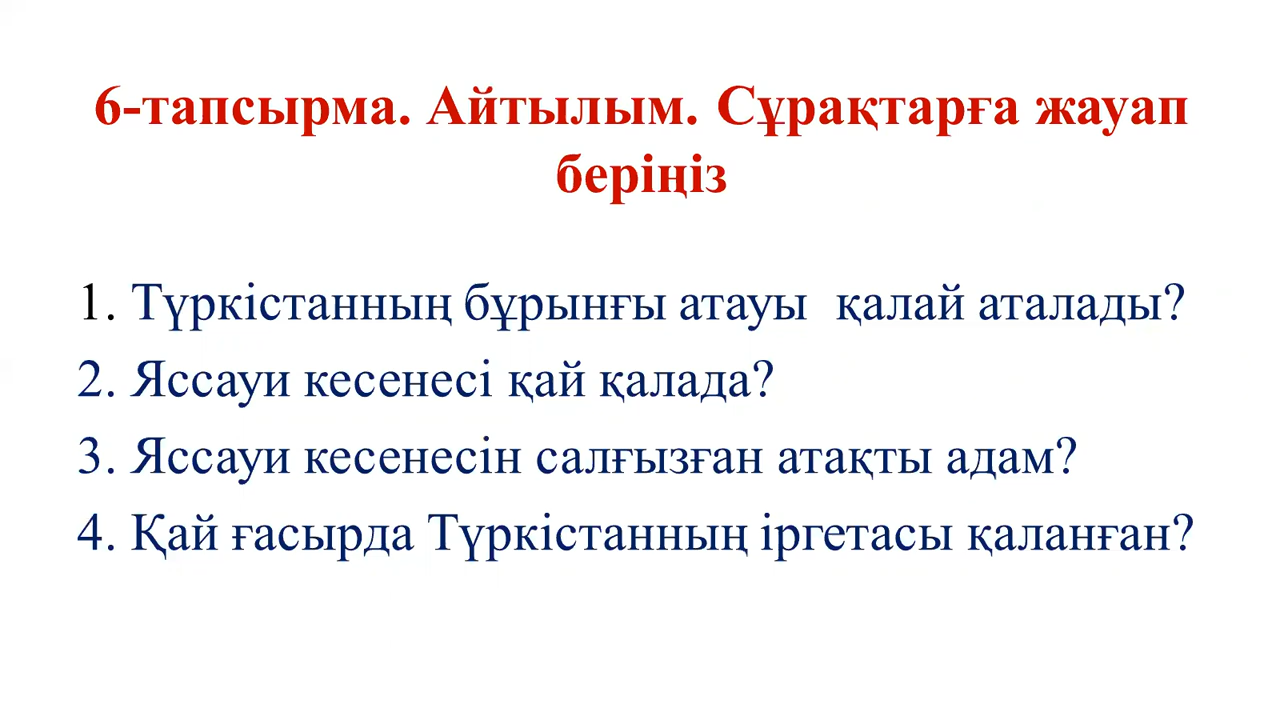 6-тапсырма. Айтылым. Сұрақтарға жауап
беріңіз
1. Түркістанның бұрынғы атауы қалай аталады?
2. Яссауи кесенесі қай қалада?
3. Яссауи кесенесін салғызған атақты адам?
4. Қай ғасырда Түркістанның іргетасы қаланған?